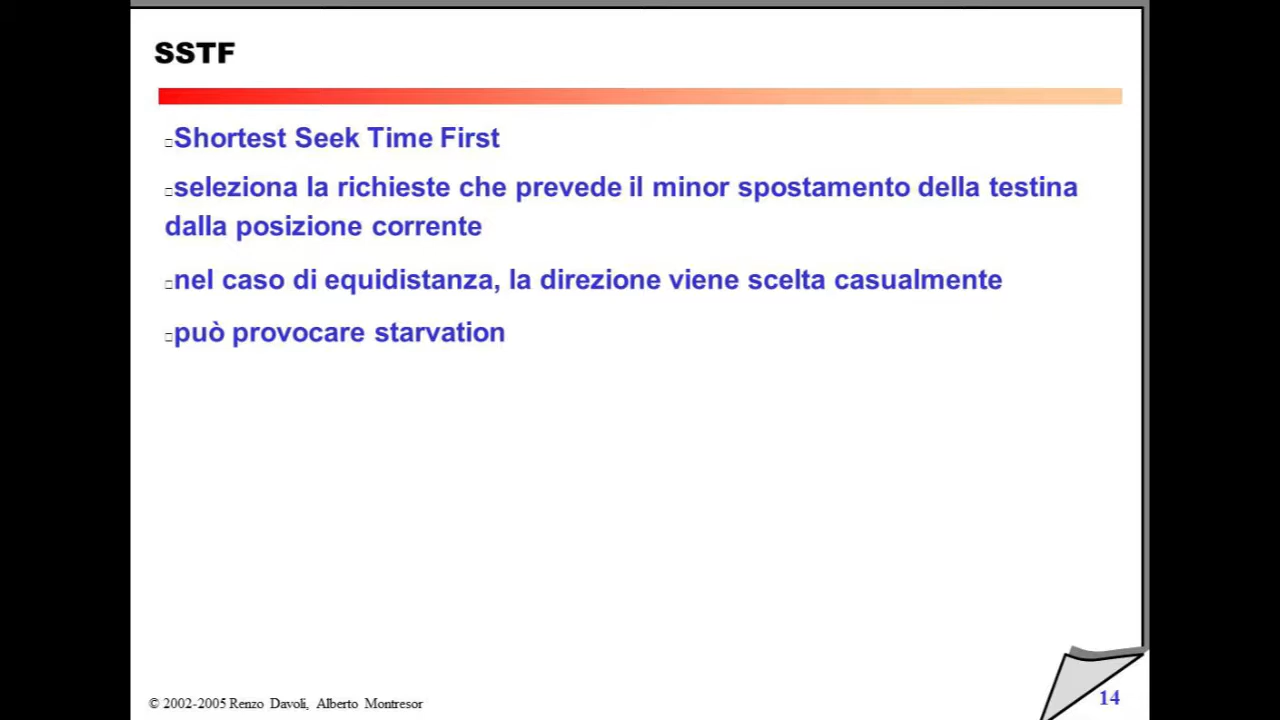 SSTF
Shortest Seek Time First
seleziona la richieste che prevede il minor spostamento della testina
dalla posizione corrente
nel caso di equidistanza, la direzione viene scelta casualmente
può provocare starvation
© 2002-2005 Renzo Davoli, Alberto Montresor
14